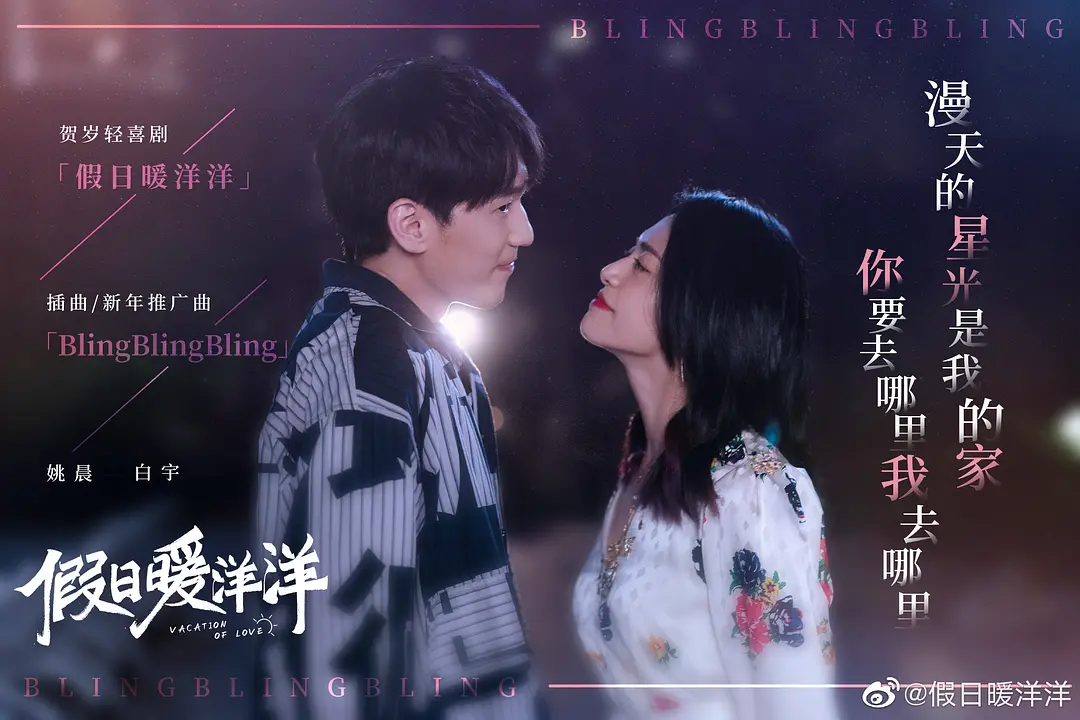 BLINGBLINGBLING
贺岁轻喜剧
「假日暖洋洋」
插曲/新年推广曲
「BlingBlingBling」
姚晨 白宇
漫天的星光是我的家
你要去哪里我去哪里
假日暖洋洋
VACATION
OF LOVE
BLINGBLINGBLING
@假日暖洋洋